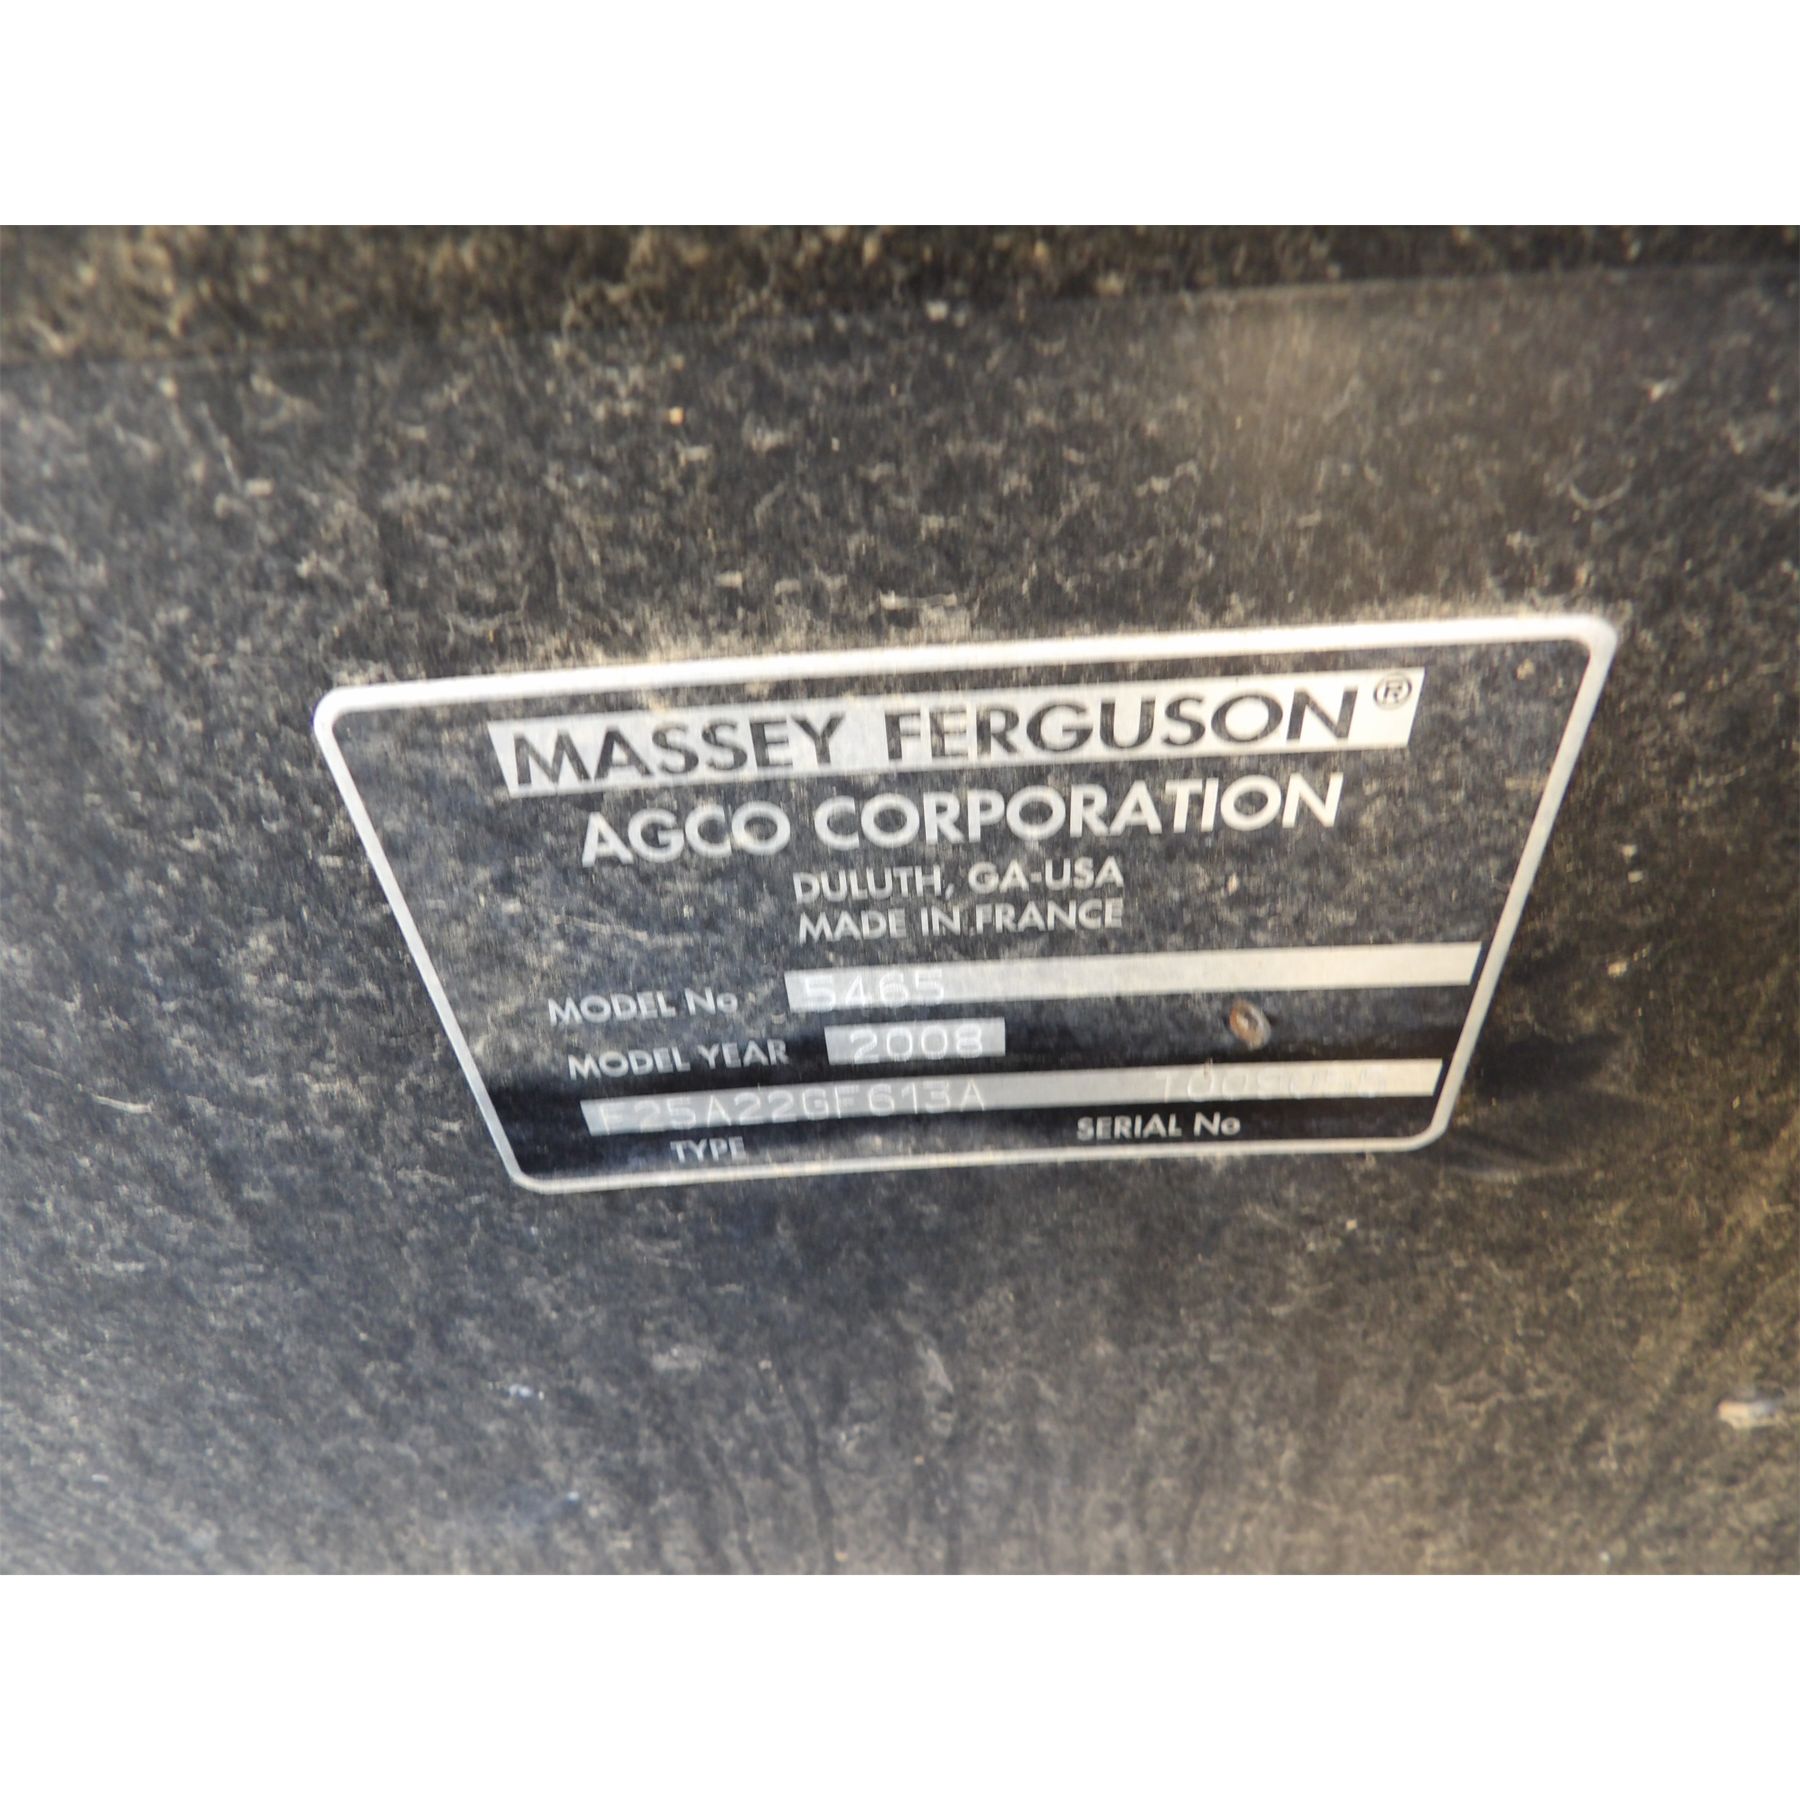 MASSEY FERGUSON®
AGCO CORPORATION
DULUTH, GA-USA
MADE IN FRANCE
MODEL No 5465
MODEL YEAR 2008
F25A22GF613A
TYPE SERIAL No